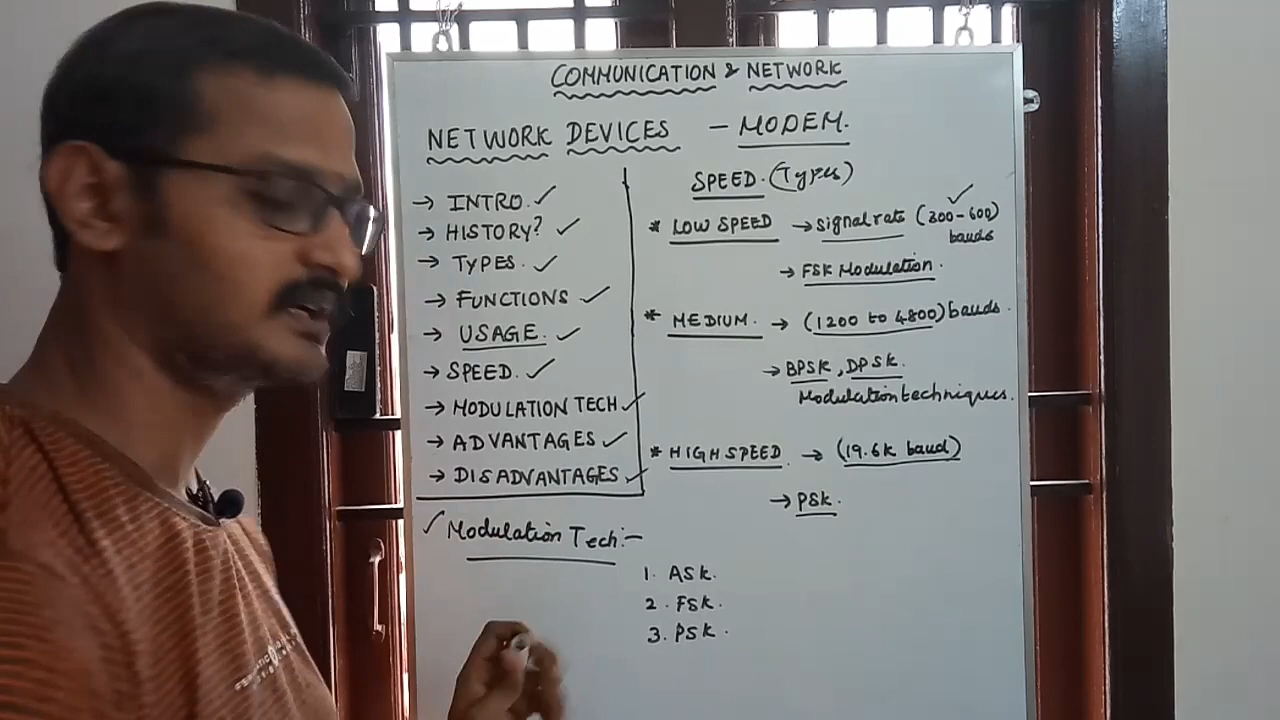 COMMUNICATION & NETWORK
NETWORK DEVICES - MODEM.
→ INTRO. ✓
→ HISTORY? ✓
→ TYPES. ✓
→ FUNCTIONS ✓
→ USAGE. ✓
→ SPEED. ✓
→ MODULATION TECH ✓
→ ADVANTAGES ✓
→ DISADVANTAGES ✓
SPEED. (Types)
* LOW SPEED → signal rate (300-600) ✓
bauds
→ FSK Modulation.
* MEDIUM. → (1200 to 4800) bauds.
→ BPSK, DPSK.
Modulation techniques.
* HIGH SPEED. → (19.6K baud)
→ PSK.
✓ Modulation Tech:-
1. ASK.
2. FSK.
3. PSK.